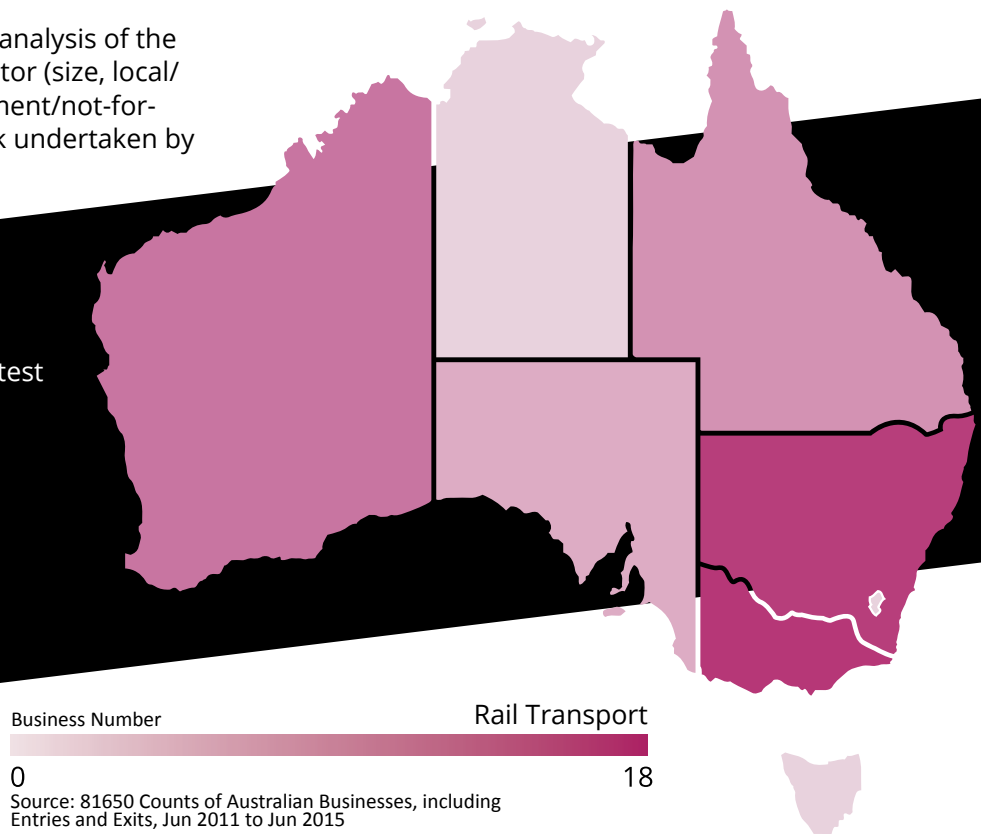 analysis of the
tor (size, local/
ment/not-for-
k undertaken by
test
Business Number
Rail Transport
0
18
Source: 81650 Counts of Australian Businesses, including
Entries and Exits, Jun 2011 to Jun 2015